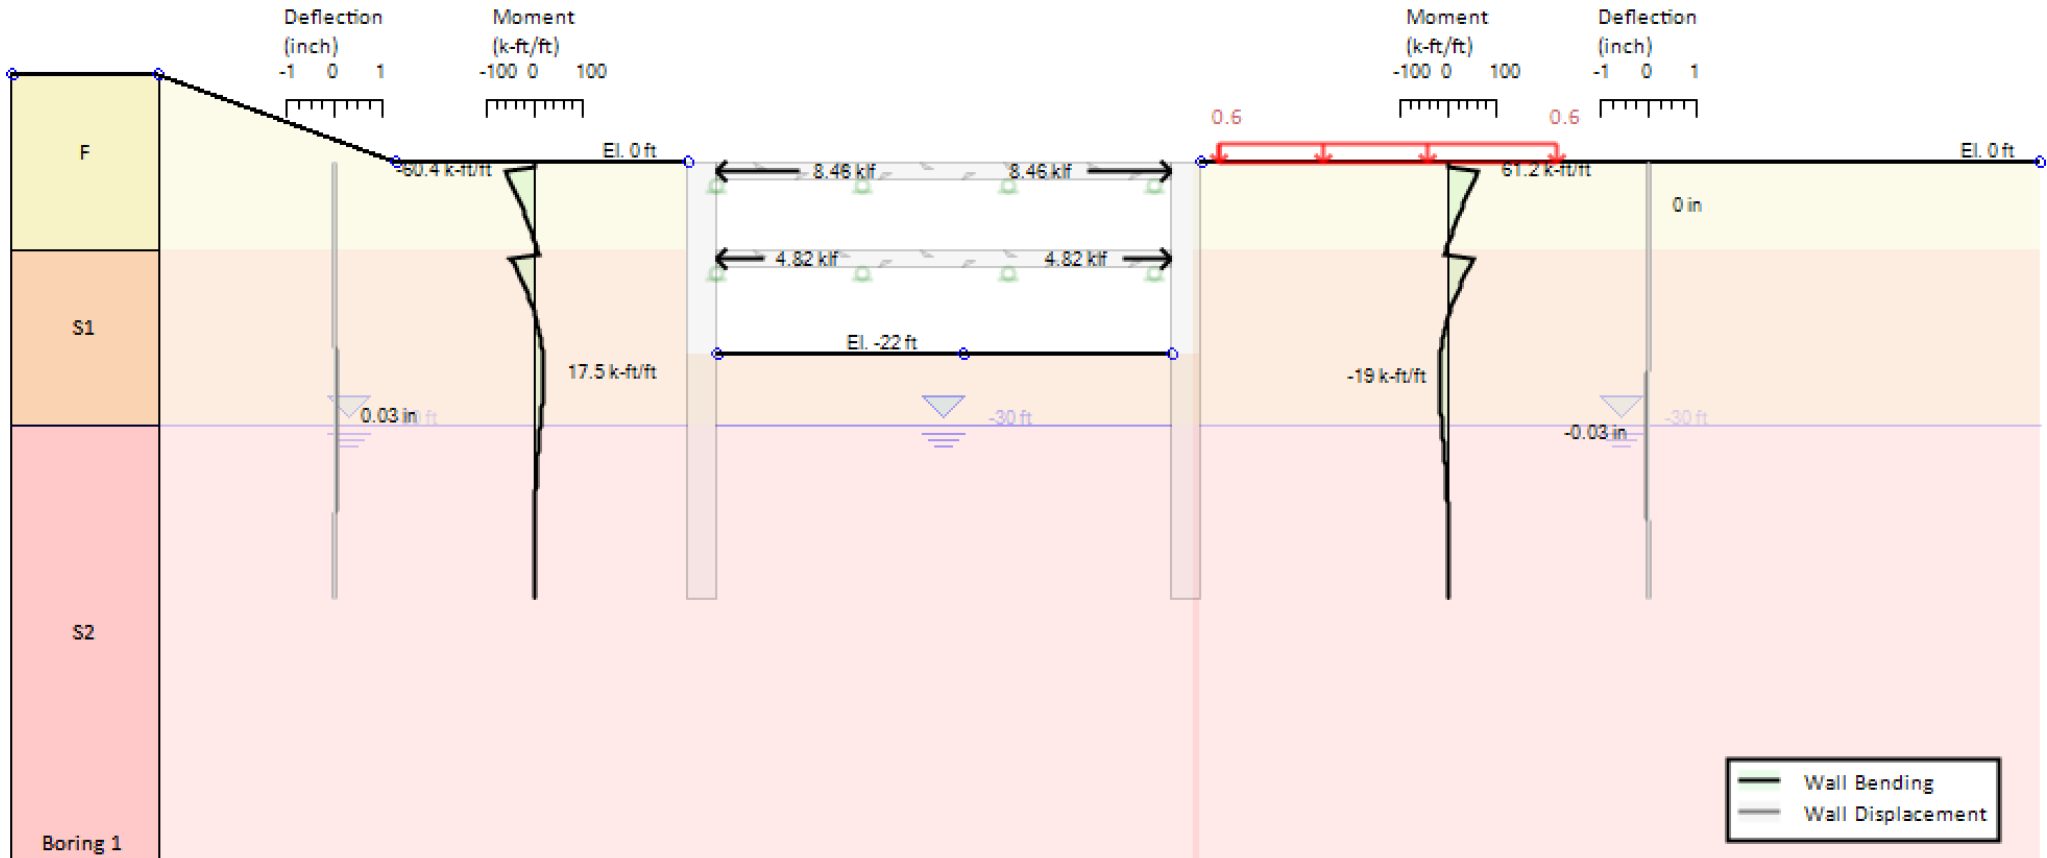 Deflection
(inch)
-1 0 1
Moment
(k-ft/ft)
-100 0 100
Moment
(k-ft/ft)
-100 0 100
Deflection
(inch)
-1 0 1
0.6
0.6
F
El. 0 ft
El. 0 ft
-60.4 k-ft/ft
8.46 klf
8.46 klf
61.2 k-ft/ft
0 in
4.82 klf
4.82 klf
S1
El. -22 ft
17.5 k-ft/ft
-19 k-ft/ft
0.03 in
ft
-30 ft
-30 ft
-0.03 in
S2
Wall Bending
Wall Displacement
Boring 1